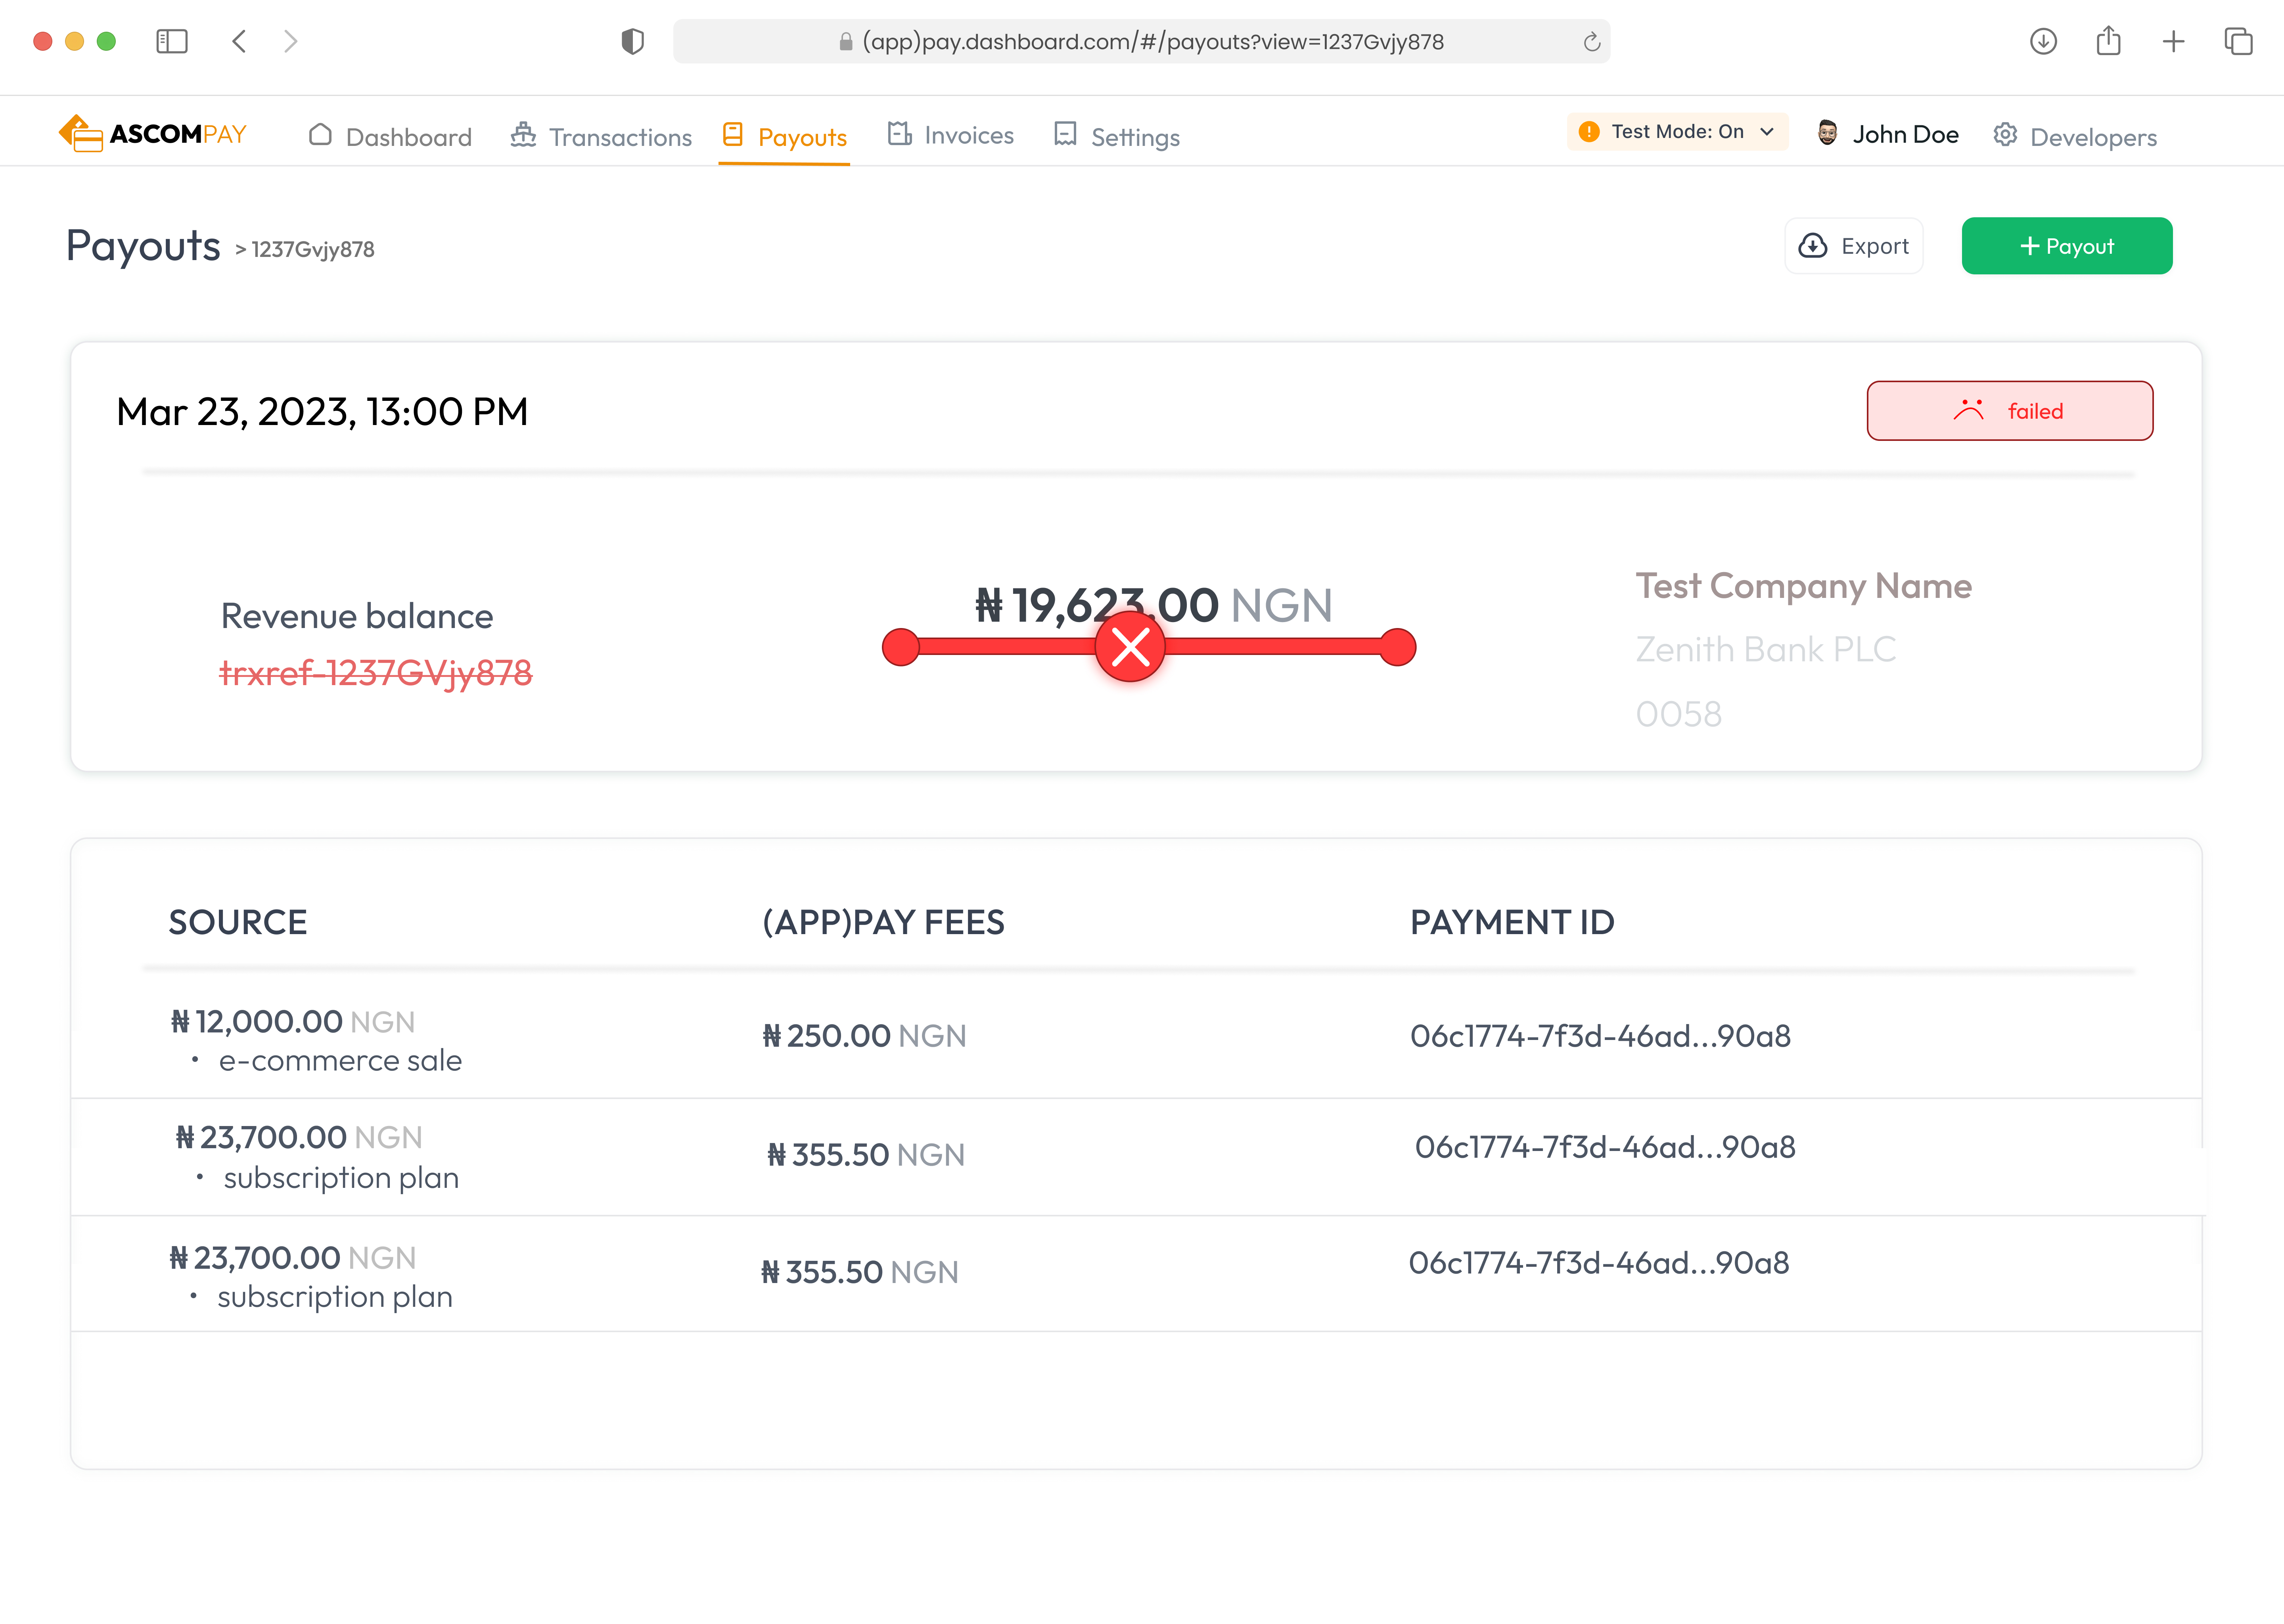 (app)pay.dashboard.com/#/payouts?view=1237Gvjy878
ASCOMPAY Dashboard Transactions Payouts Invoices Settings ! Test Mode: On John Doe Developers
Payouts > 1237Gvjy878 Export + Payout
Mar 23, 2023, 13:00 PM failed
Revenue balance
trxref-1237GVjy878
₦ 19,623.00 NGN
Test Company Name
Zenith Bank PLC
0058
SOURCE (APP)PAY FEES PAYMENT ID
₦ 12,000.00 NGN
• e-commerce sale
₦ 250.00 NGN
06c1774-7f3d-46ad...90a8
₦ 23,700.00 NGN
• subscription plan
₦ 355.50 NGN
06c1774-7f3d-46ad...90a8
₦ 23,700.00 NGN
• subscription plan
₦ 355.50 NGN
06c1774-7f3d-46ad...90a8